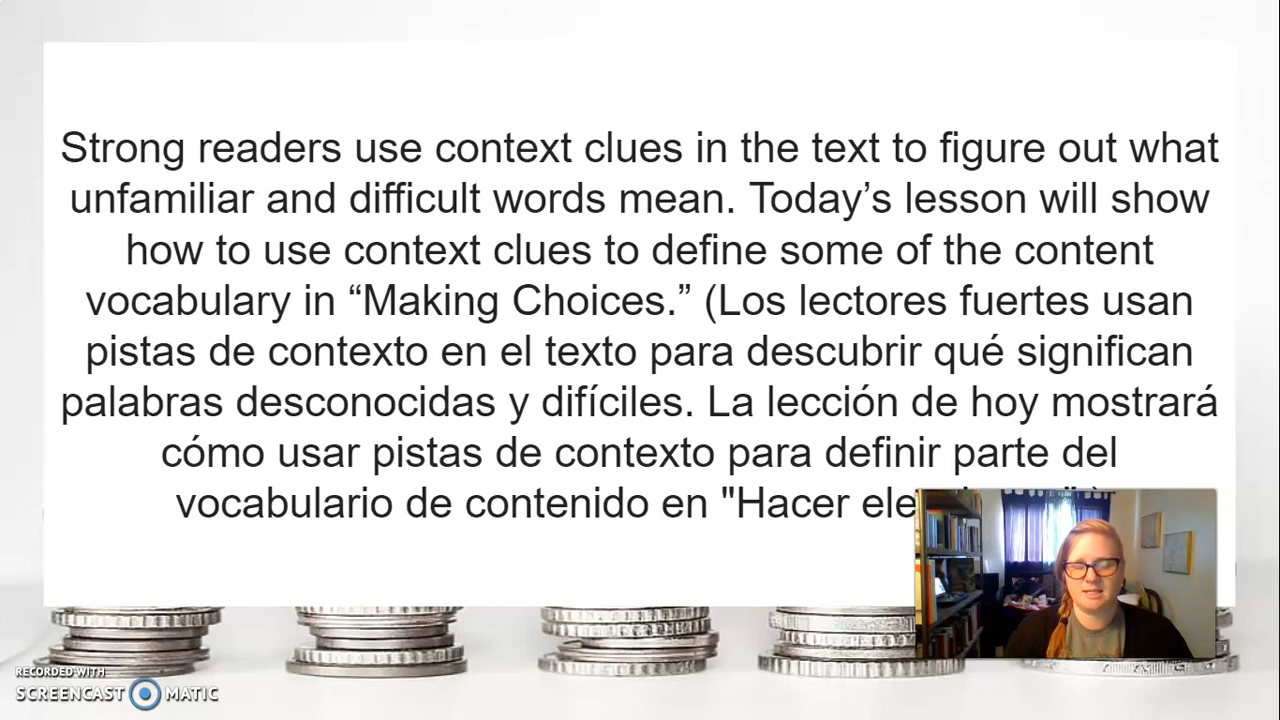 Strong readers use context clues in the text to figure out what
unfamiliar and difficult words mean. Today’s lesson will show
how to use context clues to define some of the content
vocabulary in “Making Choices.” (Los lectores fuertes usan
pistas de contexto en el texto para descubrir qué significan
palabras desconocidas y difíciles. La lección de hoy mostrará
cómo usar pistas de contexto para definir parte del
vocabulario de contenido en "Hacer
RECORDED WITH
SCREENCAST MATIC